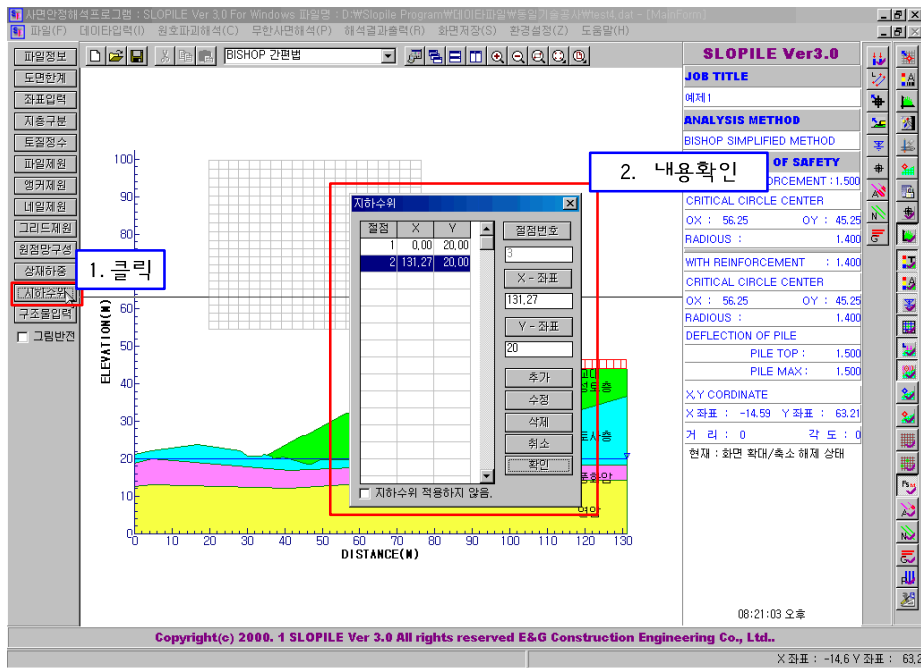 사면안정해석프로그램 : SLOPILE Ver 3,0 For Windows 파일명 : D:₩Slopile Program₩데이타파일₩동일기술공사₩test4,dat - [MainForm]
파일(F) 데이타입력(I) 원호파괴해석(C) 무한사면해석(P) 해석결과출력(R) 화면저장(S) 환경설정(Z) 도움말(H)
파일정보
도면한계
좌표입력
지층구분
토질정수
파일제원
앵커제원
네일제원
그리드제원
원점망구성
상재하중
지하수위
구조물입력
그림반전
BISHOP 간편법
1. 클릭
2. 내용확인
100
90
80
60
50
40
30
20
10
0
ELEVATION(M)
10 20 30 40 50 60 70 80 90 100 110 120 130
DISTANCE(M)
토사층
풍화암
연암
지하수위
절점 X Y
1 0,00 20,00
2 131,27 20,00
절점번호
3
X - 좌표
131,27
Y - 좌표
20
추가
수정
삭제
취소
확인
지하수위 적용하지 않음.
SLOPILE Ver3.0
JOB TITLE
예제1
ANALYSIS METHOD
BISHOP SIMPLIFIED METHOD
OF SAFETY
RCEMENT : 1.500
CRITICAL CIRCLE CENTER
OX : 56.25 OY : 45.25
RADIOUS : 1.400
WITH REINFORCEMENT : 1.400
CRITICAL CIRCLE CENTER
OX : 56.25 OY : 45.25
RADIOUS : 1.400
DEFLECTION OF PILE
PILE TOP : 1.500
PILE MAX : 1.500
X,Y CORDINATE
X 좌표 : -14.59 Y 좌표 : 63.21
거 리 : 0 각 도 : 0
현재 : 화면 확대/축소 해제 상태
08:21:03 오후
Copyright(c) 2000. 1 SLOPILE Ver 3.0 All rights reserved E&G Construction Engineering Co., Ltd..
X 좌표 : -14,6 Y 좌표 : 63,2